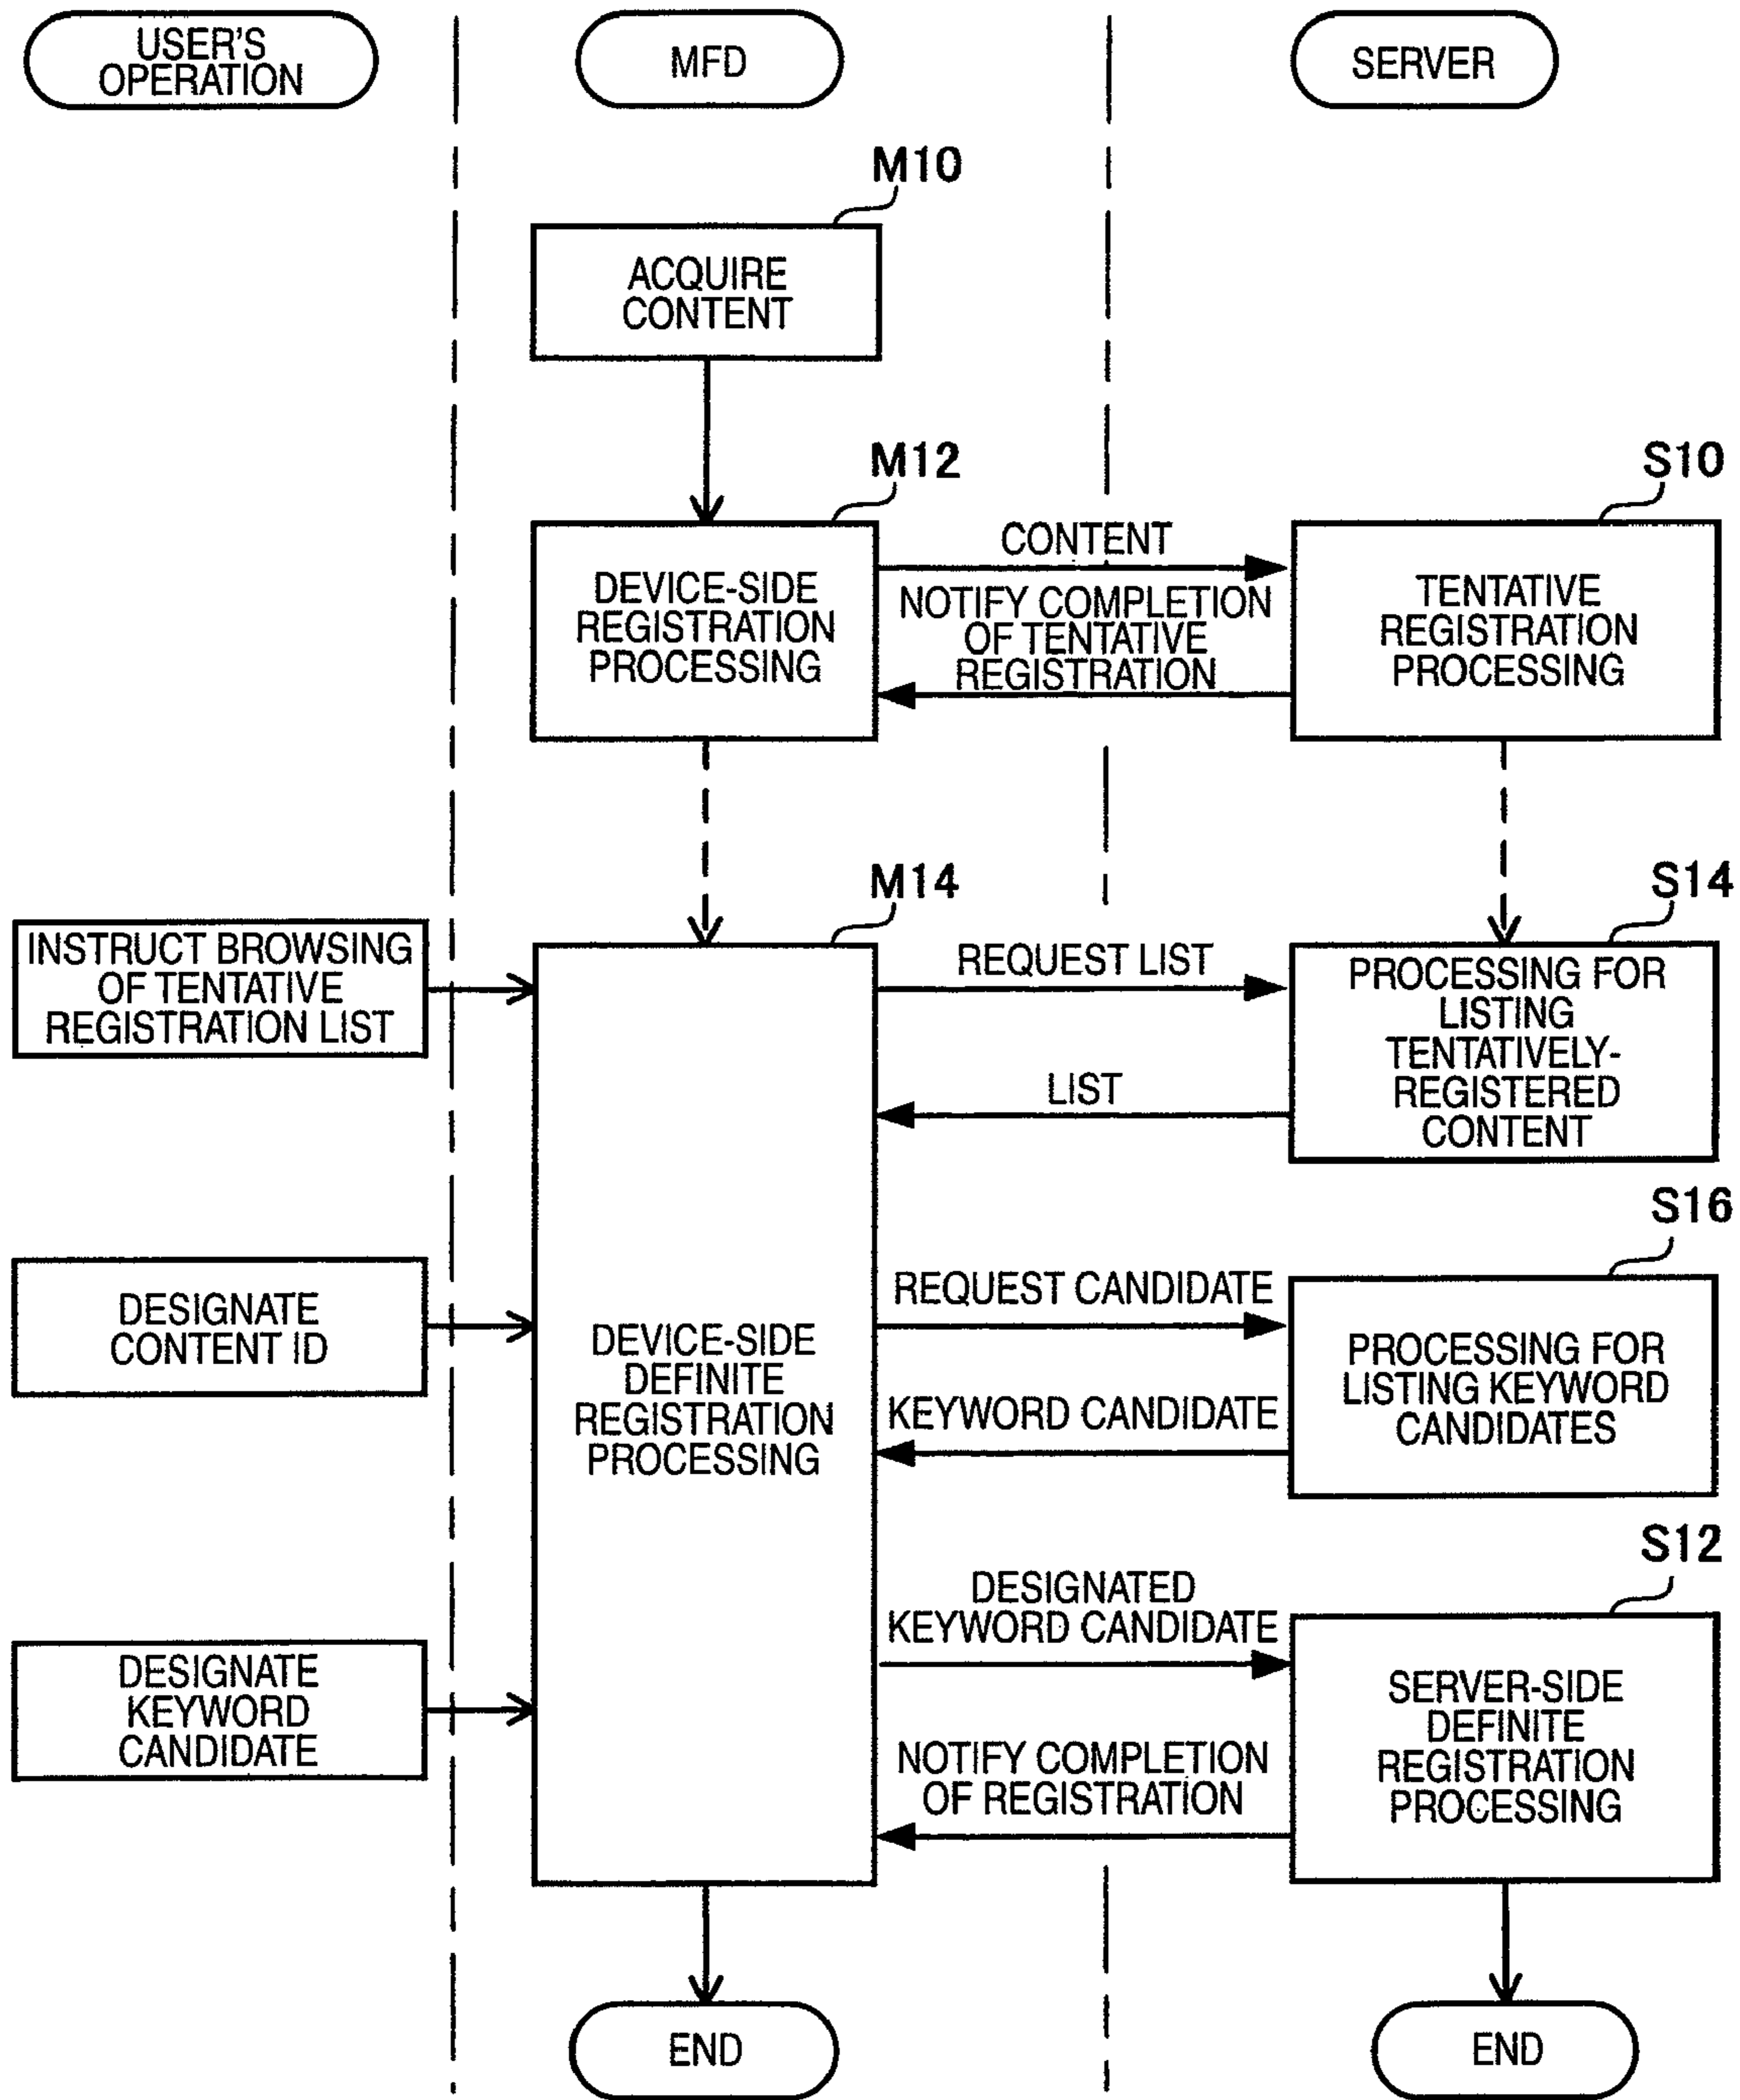 USER'S
OPERATION
MFD
SERVER
M10
ACQUIRE
CONTENT
M12
S10
DEVICE-SIDE
REGISTRATION
PROCESSING
CONTENT
NOTIFY COMPLETION
OF TENTATIVE
REGISTRATION
TENTATIVE
REGISTRATION
PROCESSING
M14
S14
INSTRUCT BROWSING
OF TENTATIVE
REGISTRATION LIST
REQUEST LIST
LIST
PROCESSING FOR
LISTING
TENTATIVELY-
REGISTERED
CONTENT
S16
DESIGNATE
CONTENT ID
DEVICE-SIDE
DEFINITE
REGISTRATION
PROCESSING
REQUEST CANDIDATE
KEYWORD CANDIDATE
PROCESSING FOR
LISTING KEYWORD
CANDIDATES
S12
DESIGNATE
KEYWORD
CANDIDATE
DESIGNATED
KEYWORD CANDIDATE
NOTIFY COMPLETION
OF REGISTRATION
SERVER-SIDE
DEFINITE
REGISTRATION
PROCESSING
END
END